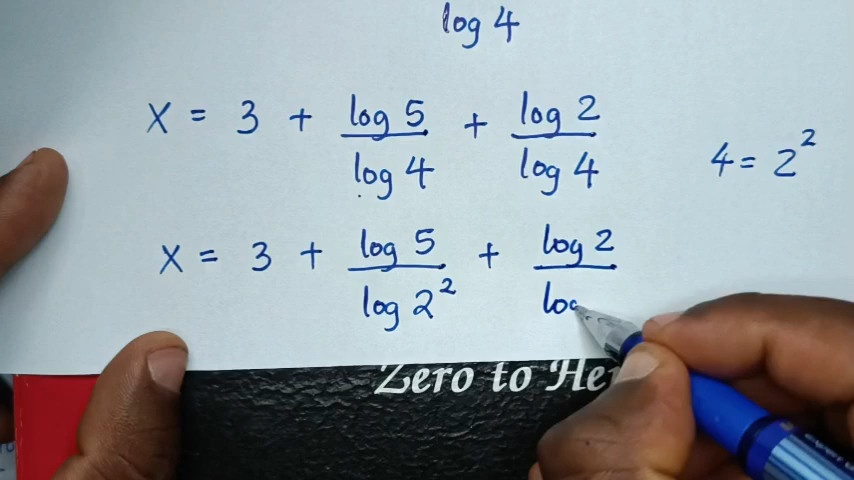 log 4
x = 3 + log 5 / log 4 + log 2 / log 4
4 = 2²
x = 3 + log 5 / log 2² + log 2 / lo
Zero to He